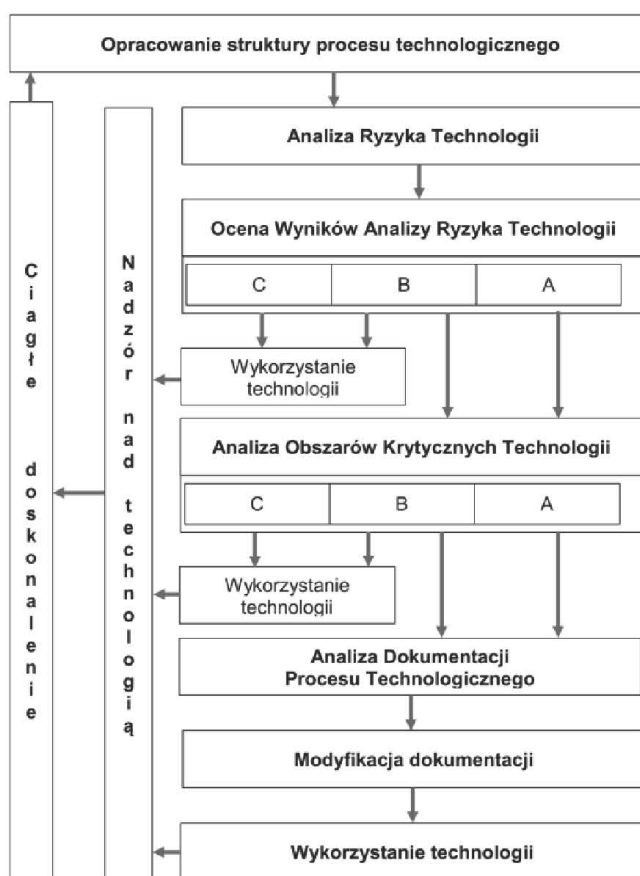 Opracowanie struktury procesu technologicznego
Analiza Ryzyka Technologii
Ocena Wyników Analizy Ryzyka Technologii
C B A
Wykorzystanie
technologii
Analiza Obszarów Krytycznych Technologii
C B A
Wykorzystanie
technologii
Analiza Dokumentacji
Procesu Technologicznego
Modyfikacja dokumentacji
Wykorzystanie technologii
Nadzór nad technologią
Ciagłe doskonalenie